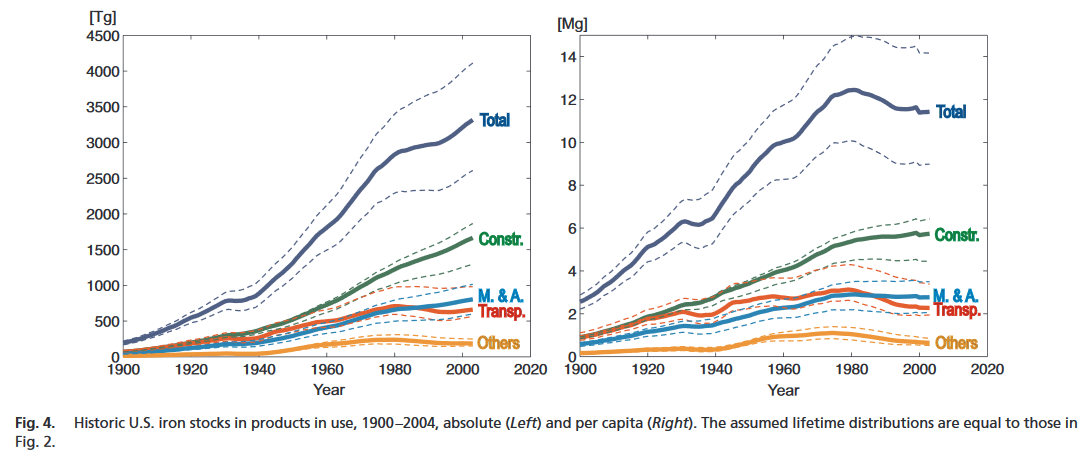 [Tg]
4500
4000
3500
3000
2500
2000
1500
1000
500
0
1900
1920
1940
1960
1980
2000
2020
Year
Total
Constr.
M. & A.
Transp.
Others
[Mg]
14
12
10
8
6
4
2
0
1900
1920
1940
1960
1980
2000
2020
Year
Total
Constr.
M. & A.
Transp.
Others
Fig. 4. Historic U.S. iron stocks in products in use, 1900–2004, absolute (Left) and per capita (Right). The assumed lifetime distributions are equal to those in
Fig. 2.